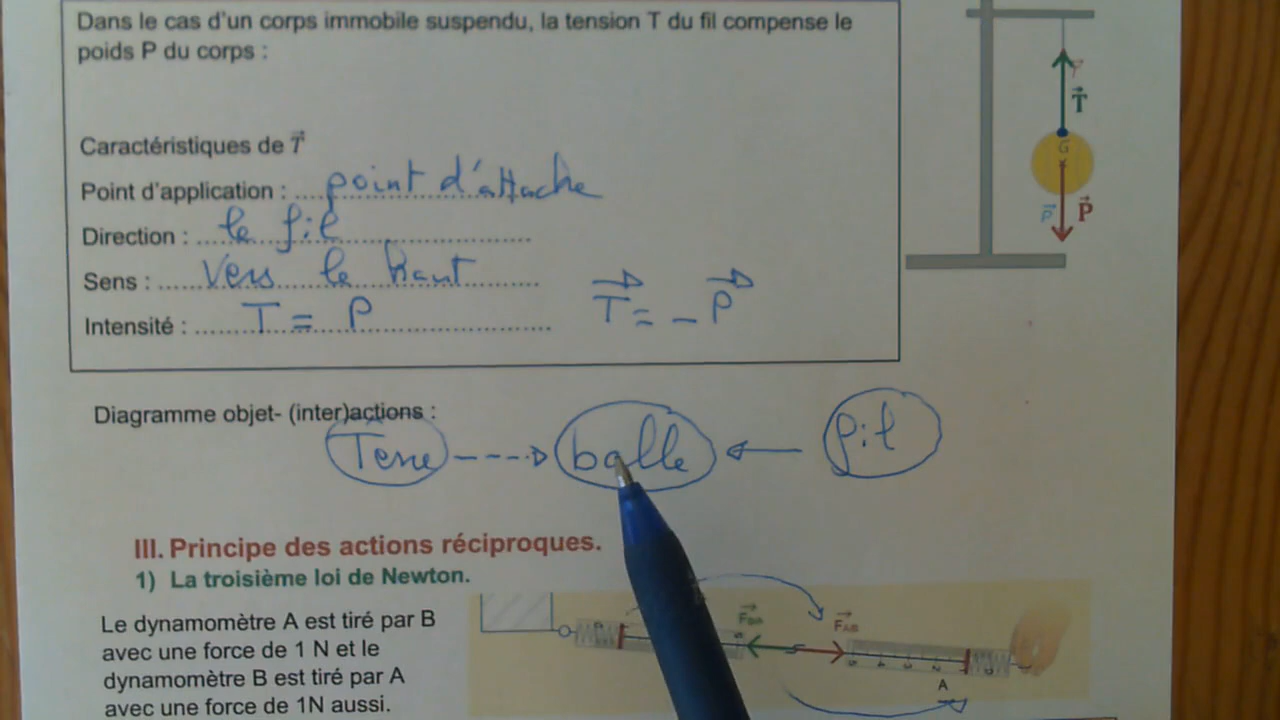 Dans le cas d'un corps immobile suspendu, la tension T du fil compense le
poids P du corps :
Caractéristiques de T
Point d'application : ....point d'attache
Direction : ....le fil............
Sens : ......Vers le haut..........
Intensité : ........T = P............
T = - P
T
G
P
P
Diagramme objet- (inter)actions :
Terre balle fil
III. Principe des actions réciproques.
1) La troisième loi de Newton.
Le dynamomètre A est tiré par B
avec une force de 1 N et le
dynamomètre B est tiré par A
avec une force de 1N aussi.
FAB
A